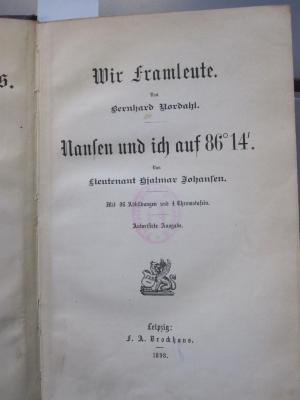 s.
Wir Framleute.
Von
Bernhard Nordahl.
Nansen und ich auf 86° 14'.
Von
Lieutenant Hjalmar Johansen.
Mit 86 Abbildungen und 4 Chromotafeln.
Autorisirte Ausgabe.
Leipzig:
F. A. Brockhaus.
1898.